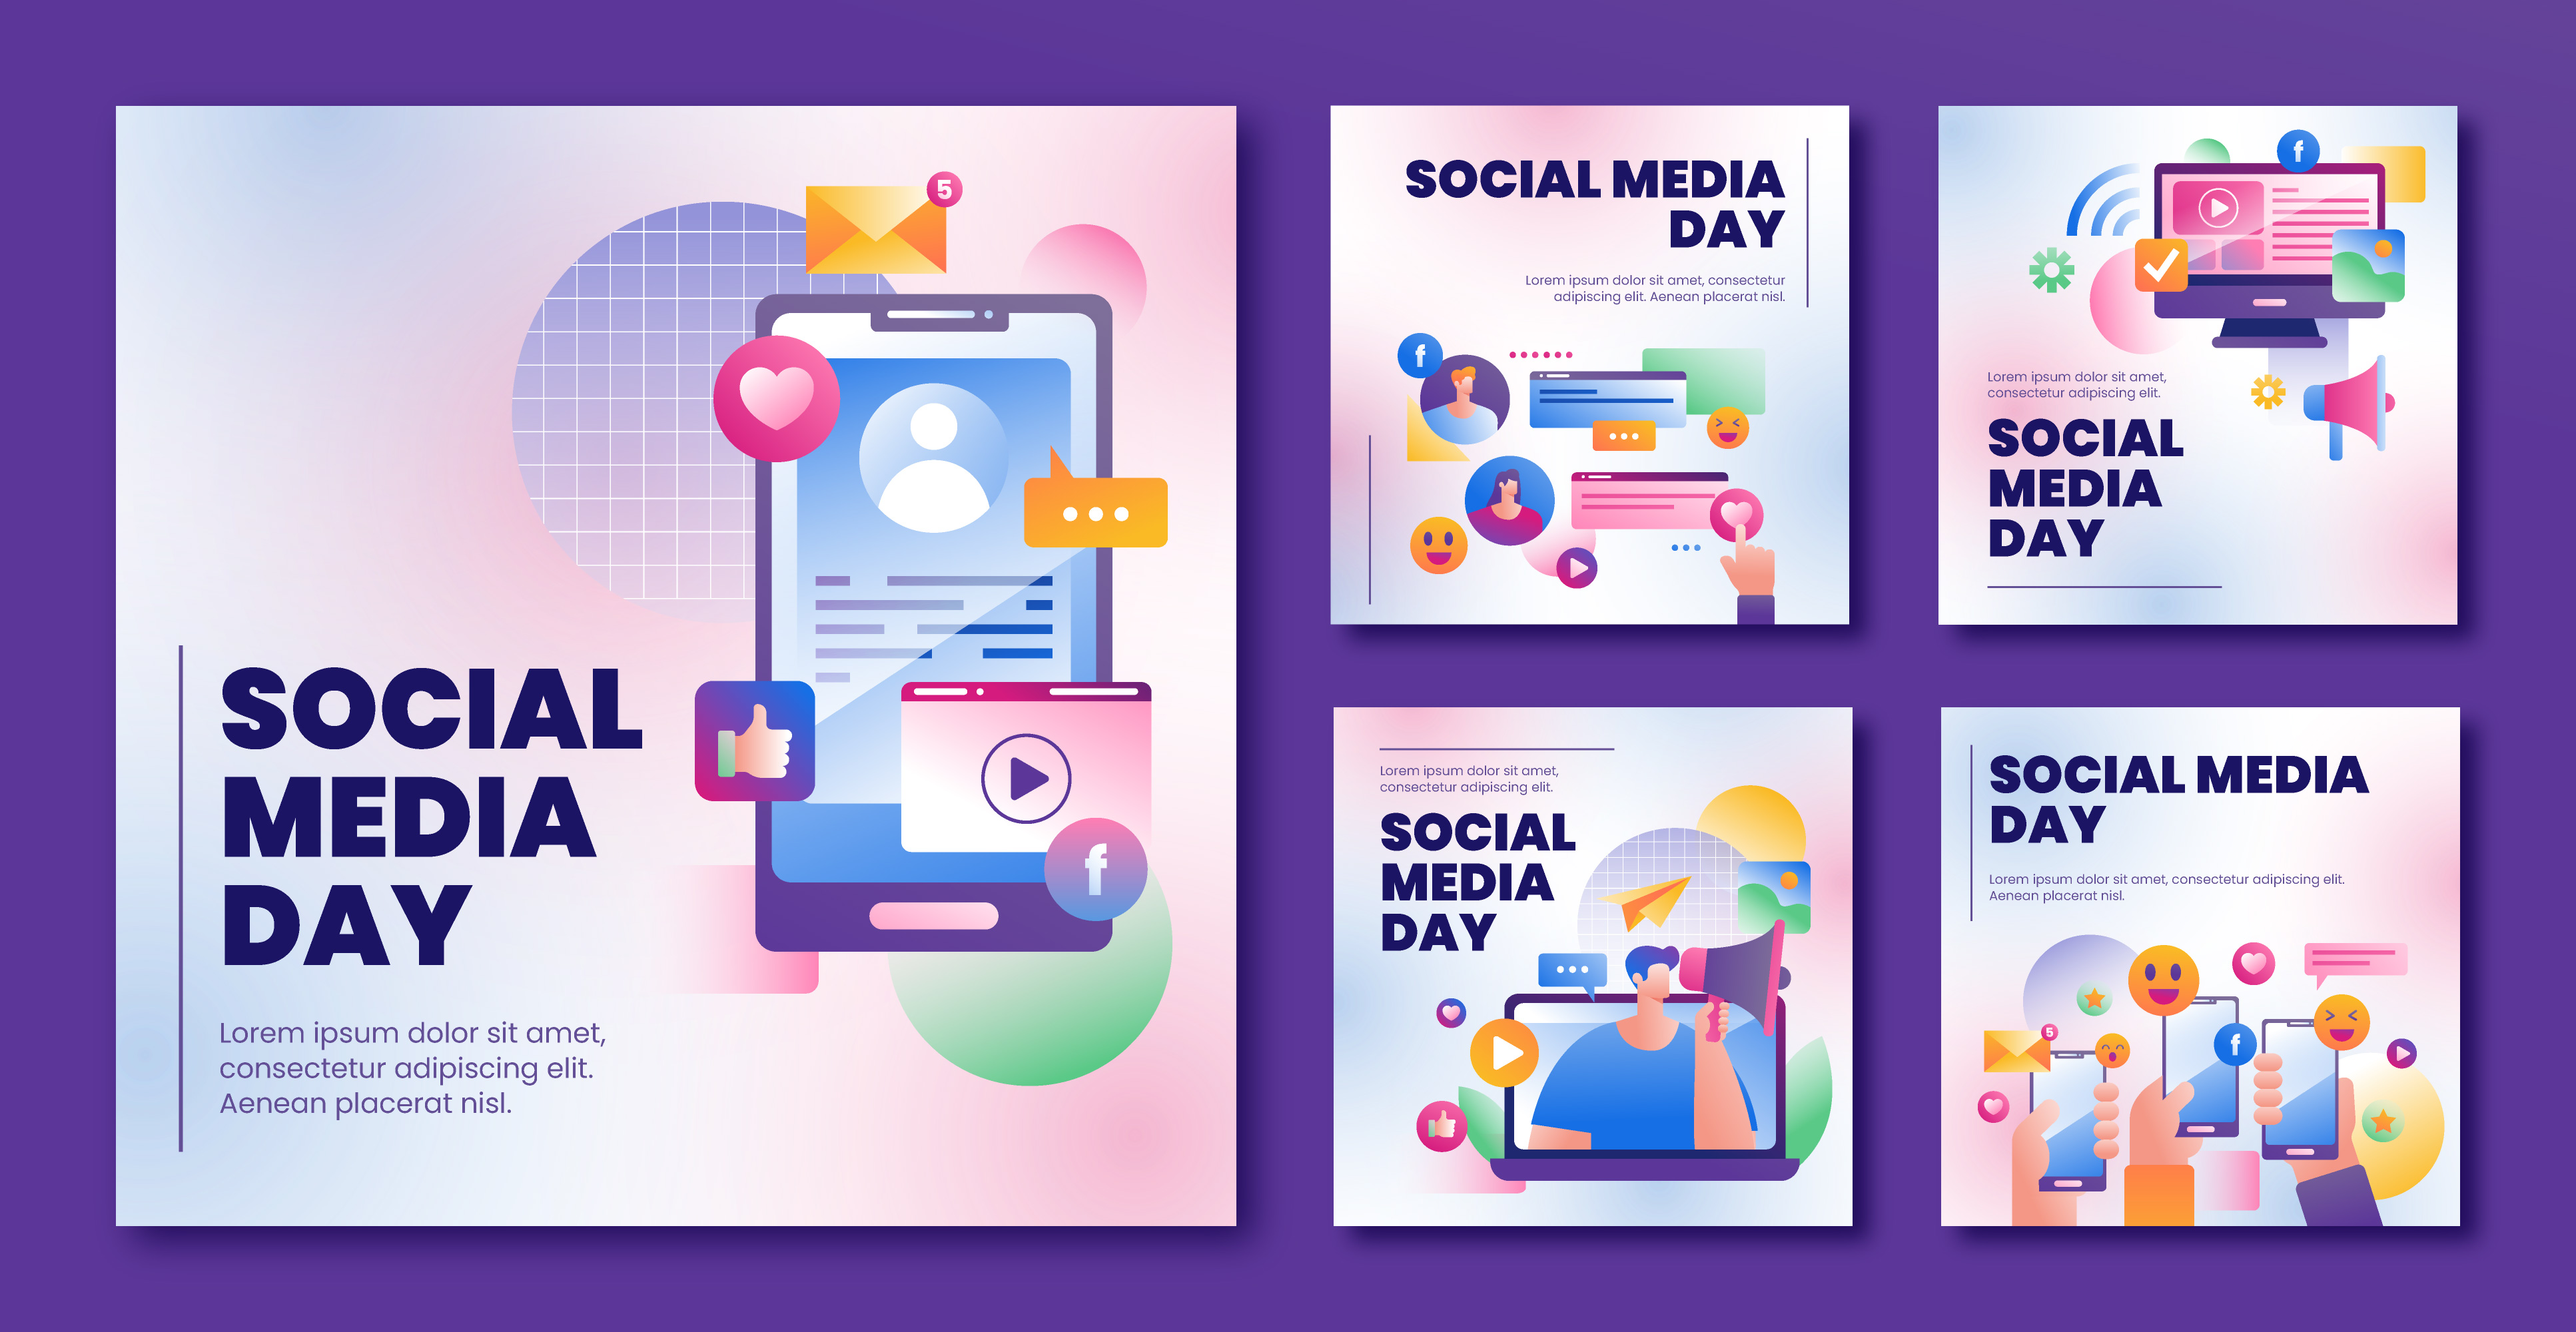 5
SOCIAL
MEDIA
DAY
Lorem ipsum dolor sit amet,
consectetur adipiscing elit.
Aenean placerat nisl.
f
SOCIAL MEDIA
DAY
Lorem ipsum dolor sit amet, consectetur
adipiscing elit. Aenean placerat nisl.
f
f
Lorem ipsum dolor sit amet,
consectetur adipiscing elit.
SOCIAL
MEDIA
DAY
Lorem ipsum dolor sit amet,
consectetur adipiscing elit.
SOCIAL
MEDIA
DAY
SOCIAL MEDIA
DAY
Lorem ipsum dolor sit amet, consectetur adipiscing elit.
Aenean placerat nisl.
5
f